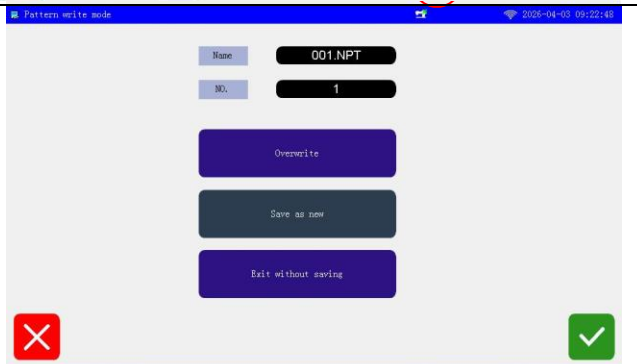 Pattern write mode 2026-04-03 09:22:48
Name 001.NPT
NO. 1
Overwrite
Save as new
Exit without saving